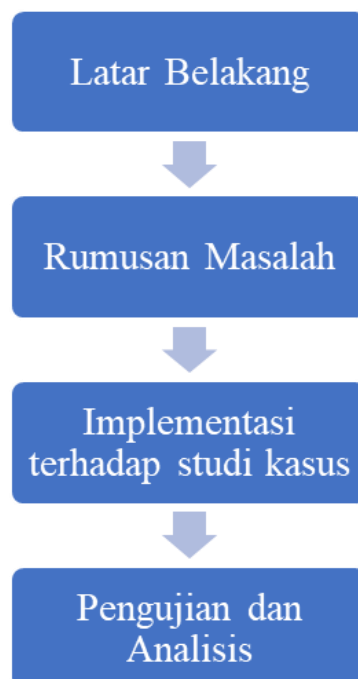 Latar Belakang
Rumusan Masalah
Implementasi
terhadap studi kasus
Pengujian dan
Analisis